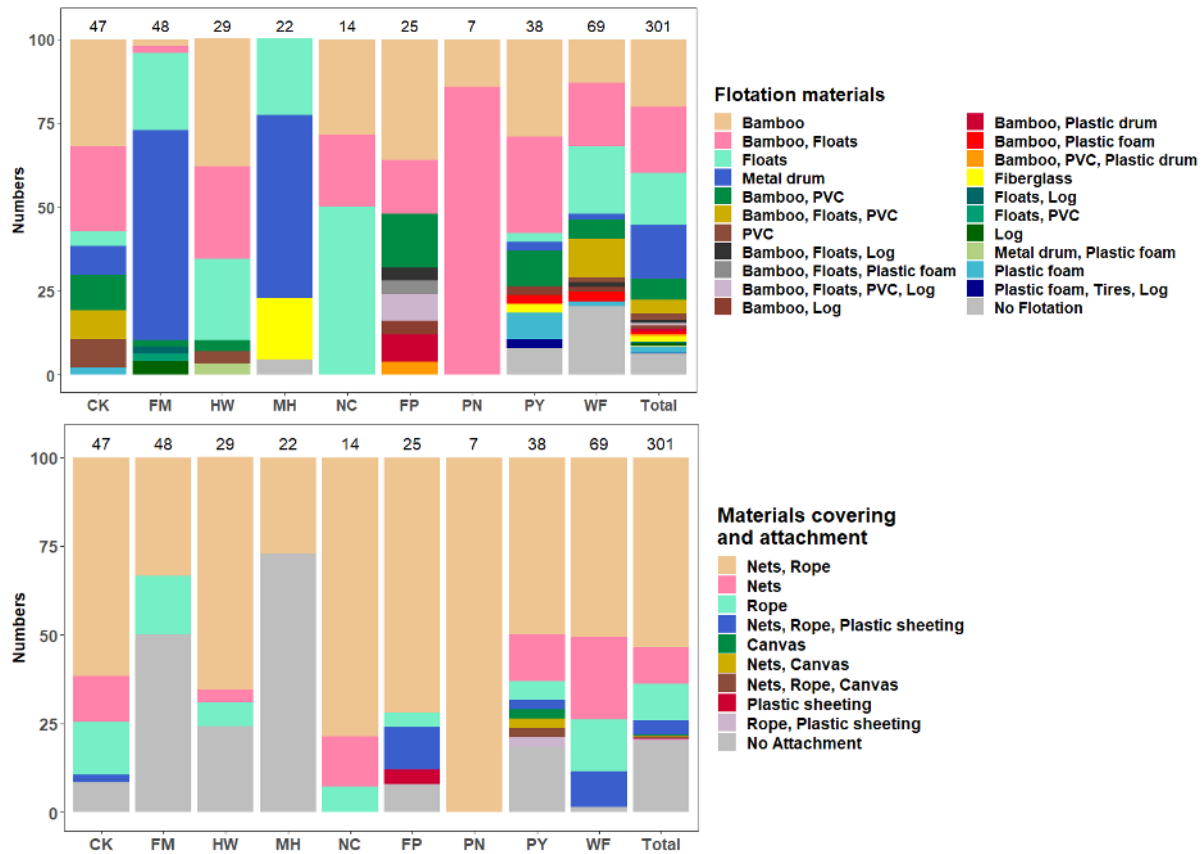 47 48 29 22 14 25 7 38 69 301
100
75
50
25
0
Numbers
CK FM HW MH NC FP PN PY WF Total
Flotation materials
Bamboo
Bamboo, Floats
Floats
Metal drum
Bamboo, PVC
Bamboo, Floats, PVC
PVC
Bamboo, Floats, Log
Bamboo, Floats, Plastic foam
Bamboo, Floats, PVC, Log
Bamboo, Log
Bamboo, Plastic drum
Bamboo, Plastic foam
Bamboo, PVC, Plastic drum
Fiberglass
Floats, Log
Floats, PVC
Log
Metal drum, Plastic foam
Plastic foam
Plastic foam, Tires, Log
No Flotation
47 48 29 22 14 25 7 38 69 301
100
75
50
25
0
Numbers
CK FM HW MH NC FP PN PY WF Total
Materials covering
and attachment
Nets, Rope
Nets
Rope
Nets, Rope, Plastic sheeting
Canvas
Nets, Canvas
Nets, Rope, Canvas
Plastic sheeting
Rope, Plastic sheeting
No Attachment